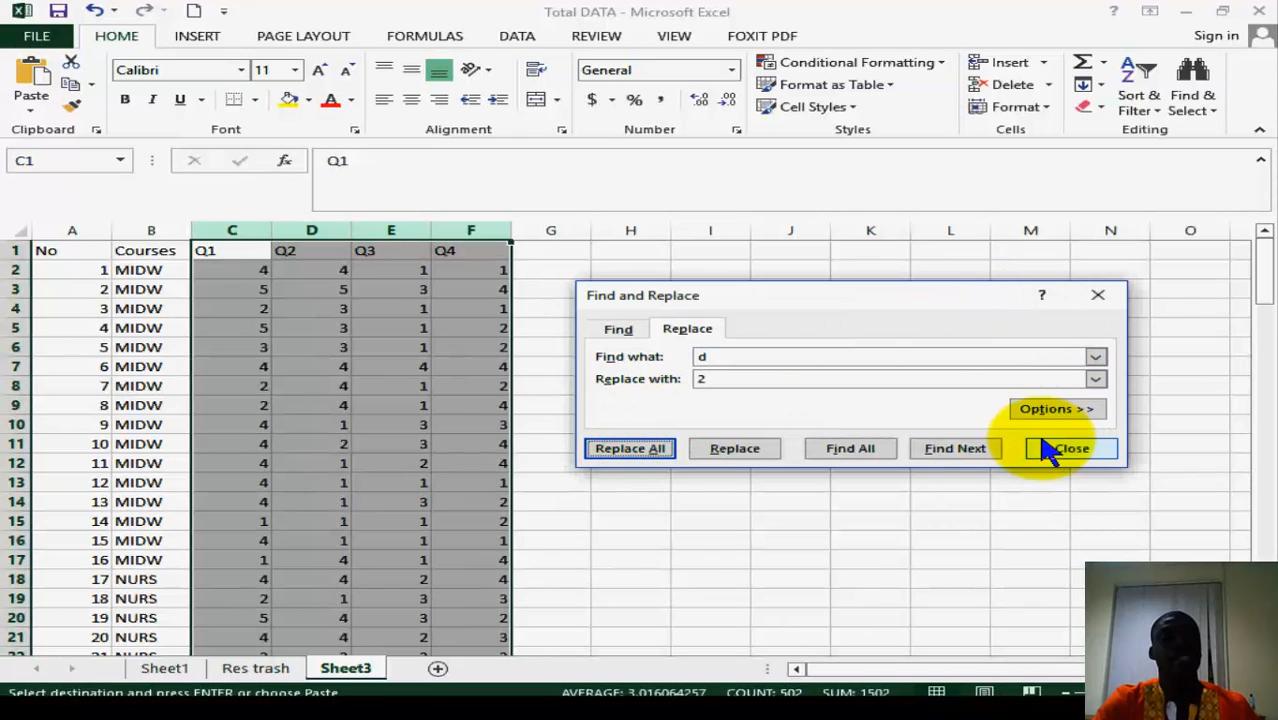 Total DATA - Microsoft Excel
FILE HOME INSERT PAGE LAYOUT FORMULAS DATA REVIEW VIEW FOXIT PDF Sign in
Calibri 11 General Conditional Formatting Insert
Paste Format as Table Delete Sort & Find &
B I U $ % Cell Styles Format Filter Select
Clipboard Font Alignment Number Styles Cells Editing
C1 fx Q1
A B C D E F G H I J K L M N O
1 No Courses Q1 Q2 Q3 Q4
2 1 MIDW 4 4 1 1
3 2 MIDW 5 5 3 4
4 3 MIDW 2 3 1 1
5 4 MIDW 5 3 1 2
6 5 MIDW 3 3 1 2
7 6 MIDW 4 4 4 4
8 7 MIDW 2 4 1 2
9 8 MIDW 2 4 1 4
10 9 MIDW 4 1 3 3
11 10 MIDW 4 2 3 4
12 11 MIDW 4 1 2 4
13 12 MIDW 4 1 1 1
14 13 MIDW 4 1 3 2
15 14 MIDW 1 1 1 2
16 15 MIDW 4 1 1 1
17 16 MIDW 1 4 1 4
18 17 NURS 4 4 2 4
19 18 NURS 2 1 3 3
20 19 NURS 5 4 3 2
21 20 NURS 4 4 2 3
Find and Replace
Find Replace
Find what: d
Replace with: 2
Options >>
Replace All Replace Find All Find Next Close
Sheet1 Res trash Sheet3
Select destination and press ENTER or choose Paste. AVERAGE: 3.016064257 COUNT: 502 SUM: 1502